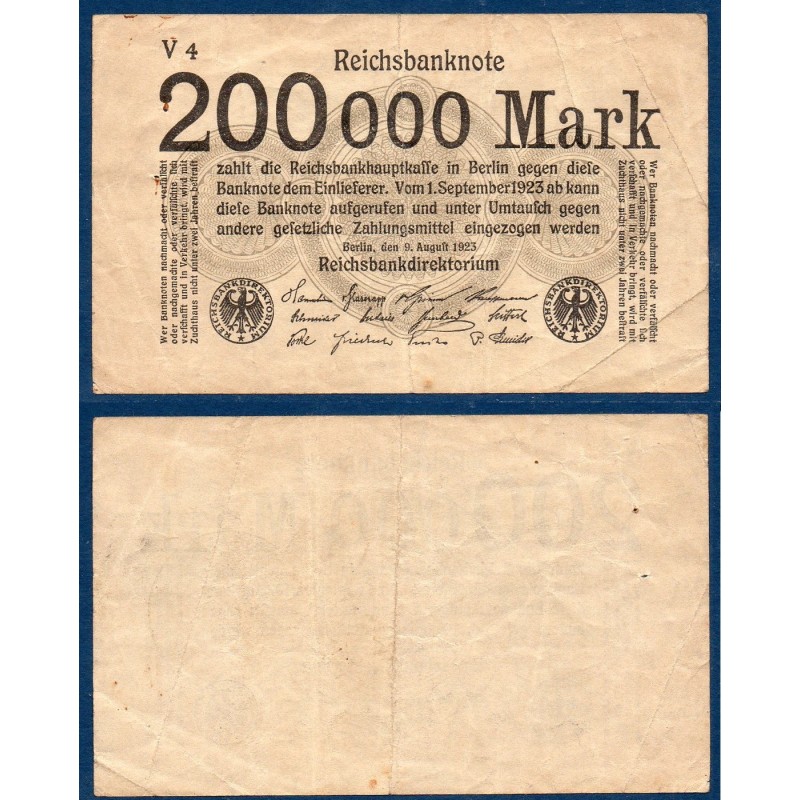 V 4
Reichsbanknote
200000 Mark
zahlt die Reichsbankhauptkasse in Berlin gegen diese
Banknote dem Einlieferer. Vom 1. September 1923 ab kann
diese Banknote aufgerufen und unter Umtausch gegen
andere gesetzliche Zahlungsmittel eingezogen werden
Berlin, den 9. August 1923
Reichsbankdirektorium
Wer Banknoten nachmacht oder verfälscht
oder nachgemachte oder verfälschte sich
verschafft und in Verkehr bringt, wird mit
Zuchthaus nicht unter zwei Jahren bestraft
Wer Banknoten nachmacht oder verfälscht
oder nachgemachte oder verfälschte sich
verschafft und in Verkehr bringt, wird mit
Zuchthaus nicht unter zwei Jahren bestraft
REICHSBANKDIREKTORIUM
REICHSBANKDIREKTORIUM